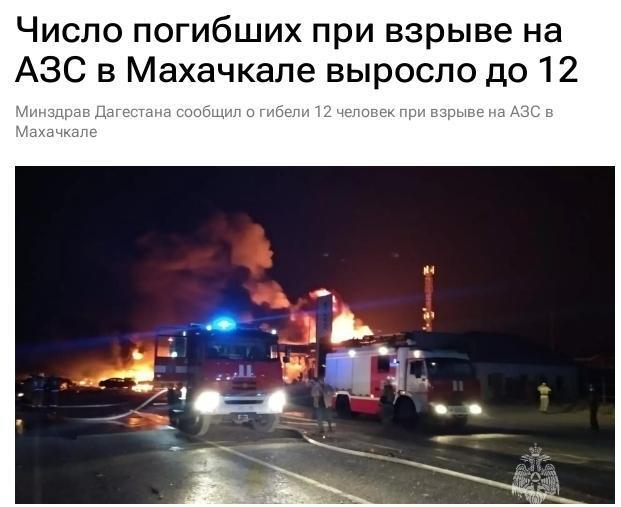 Число погибших при взрыве на
АЗС в Махачкале выросло до 12
Минздрав Дагестана сообщил о гибели 12 человек при взрыве на АЗС в
Махачкале